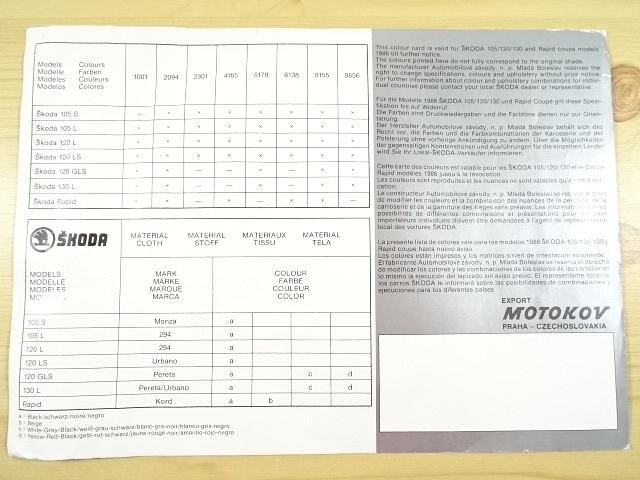 Models Colours
Modelle Farben
Modèles Couleurs
Modelos Colores
1001 2094 2301 4185 5179 6138 8155 8856
Škoda 105 S × × × × × × × ×
Škoda 105 L × × × × × × × ×
Škoda 120 L × × × × × × × ×
Škoda 120 LS × × × × × × × ×
Škoda 120 GLS × × — — × — × ×
Škoda 130 L × × — — × — × ×
Škoda Rapid × × × × × × × —
ŠKODA
MATERIAL CLOTH
MATERIAL STOFF
MATERIAUX TISSU
MATERIAL TELA
MODELS
MODELLE
MODELES
MARK
MARKE
MARQUE
MARCA
COLOUR
FARBE
COULEUR
COLOR
105 S Monza a
105 L 294 a
120 L 294 a
120 LS Urbano a
120 GLS Pereta a c d
130 L Pereta/Urbano a c d
Rapid Kord a b
a = Black/schwarz/noire/negro
b = Beige
c = White-Grey-Black/weiß-grau-schwarz/blanc-gris-noir/blanco-gris-negro
d = Yellow-Red-Black/gelb-rot-schwarz/jaune-rouge-noir/amarillo-rojo-negro
This colour card is valid for ŠKODA 105/120/130 and Rapid coupe models
1986 till further notice.
The colours printed here do not fully correspond to the original shade.
The manufacturer Automobilové závody, n. p. Mladá Boleslav reserves the
right to change specifications, colours and upholstery without prior notice.
For further information about colour and upholstery combinations for indi-
vidual countries please contact your local ŠKODA dealer or representative.
Für die Modelle 1986 ŠKODA 105/120/130 und Rapid Coupé gilt diese Spezi-
fikation bis auf Widerruf.
Die Farben sind Druckwiedergaben und die Farbtöne dienen nur zur Orien-
tierung.
Der Hersteller Automobilové závody, n. p. Mladá Boleslav behält sich das
Recht vor, die Farben und die Farbkombinationen der Karosserie und der
Polsterung ohne vorherige Ankündigung zu ändern. Über die Möglichkeiten
der gegenseitigen Kombinationen und Aufführungen für die einzelnen Länder
wird Sie Ihr Lokal-ŠKODA-Verkäufer informieren.
Cette carte des couleurs est valable pour les ŠKODA 105/120/130 et le Coupé
Rapid modèles 1986 jusqu'à la révocation.
Les couleurs sont reproduites et les nuances ne sont valables qu'à titre d'indi-
cation.
Le constructeur Automobilové závody, n. p. Mladá Boleslav se réserve le droit
de modifier les couleurs et la combinaison des nuances de la peinture de la
carrosserie et de la garniture des sièges sans préavis. Les informations sur les
possibilités de différentes combinaisons et présentations pour les pays
importateurs individuels doivent être demandées à l'agent de représentation
local des voitures ŠKODA.
La presente lista de colores vale para los modelos 1986 ŠKODA 105/120/130 y
Rapid coupé hasta nuevo aviso.
Los colores están impresos y los matices sirven de orientación solamente.
El fabricante Automobilové závody, n. p. Mladá Boleslav se reserva el derecho
de modificar los colores y las combinaciones de los colores de las carrocerías
lo mismo la ejecución del tapizado sin aviso previo. El representante local de
los carros ŠKODA le informará sobre las posibilidades de combinaciones y
ejecuciones para los diferentes países.
EXPORT
MOTOKOV
PRAHA – CZECHOSLOVAKIA